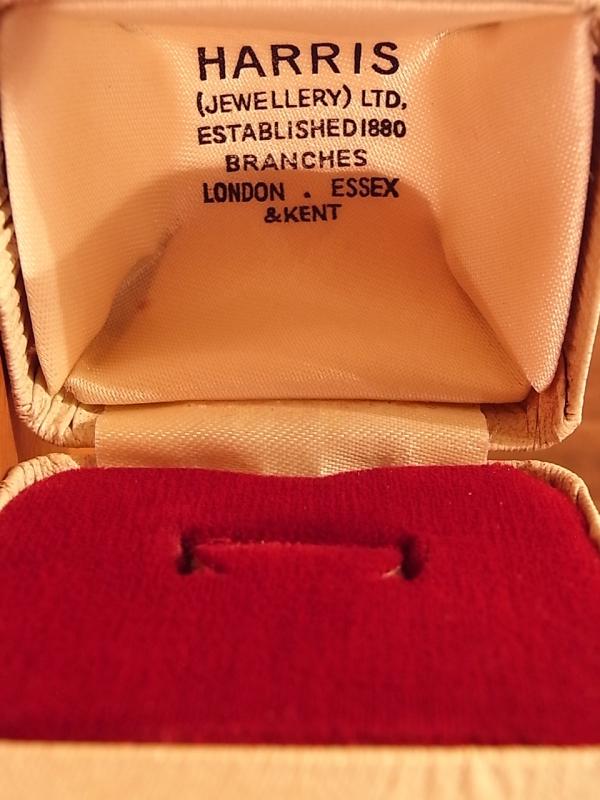 HARRIS
(JEWELLERY) LTD.
ESTABLISHED 1880
BRANCHES
LONDON . ESSEX
&KENT